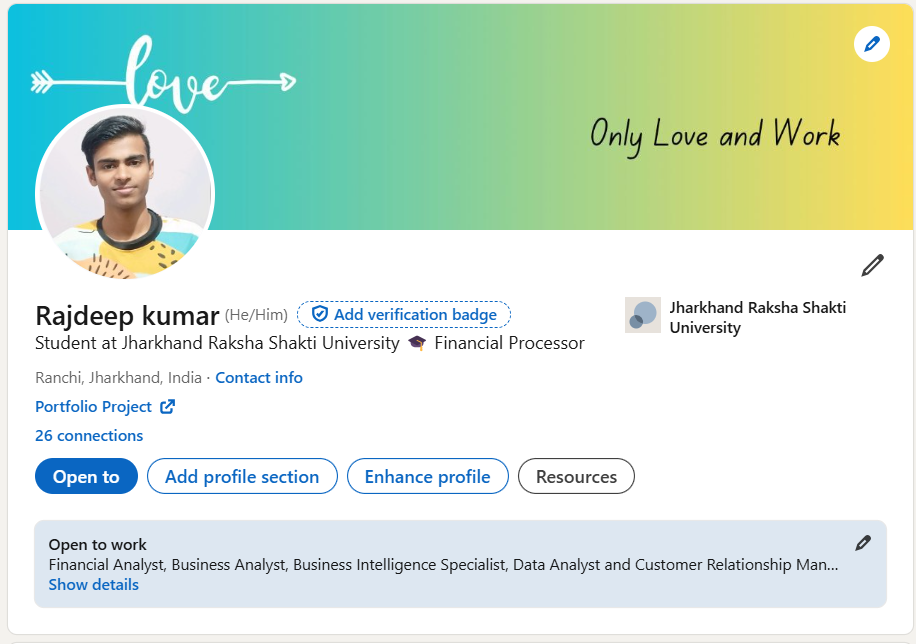 love
Only Love and Work
Rajdeep kumar (He/Him) Add verification badge
Jharkhand Raksha Shakti
University
Student at Jharkhand Raksha Shakti University 🎓 Financial Processor
Ranchi, Jharkhand, India · Contact info
Portfolio Project
26 connections
Open to Add profile section Enhance profile Resources
Open to work
Financial Analyst, Business Analyst, Business Intelligence Specialist, Data Analyst and Customer Relationship Man...
Show details